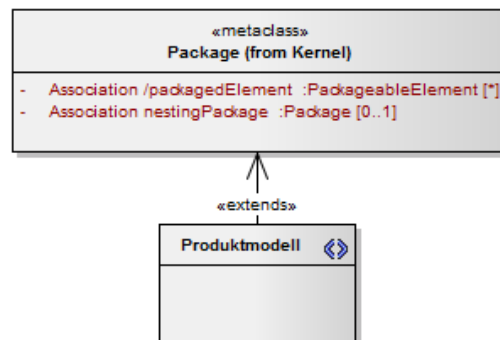 «metaclass»
Package (from Kernel)
- Association /packagedElement :PackageableElement [*]
- Association nestingPackage :Package [0..1]
«extends»
Produktmodell